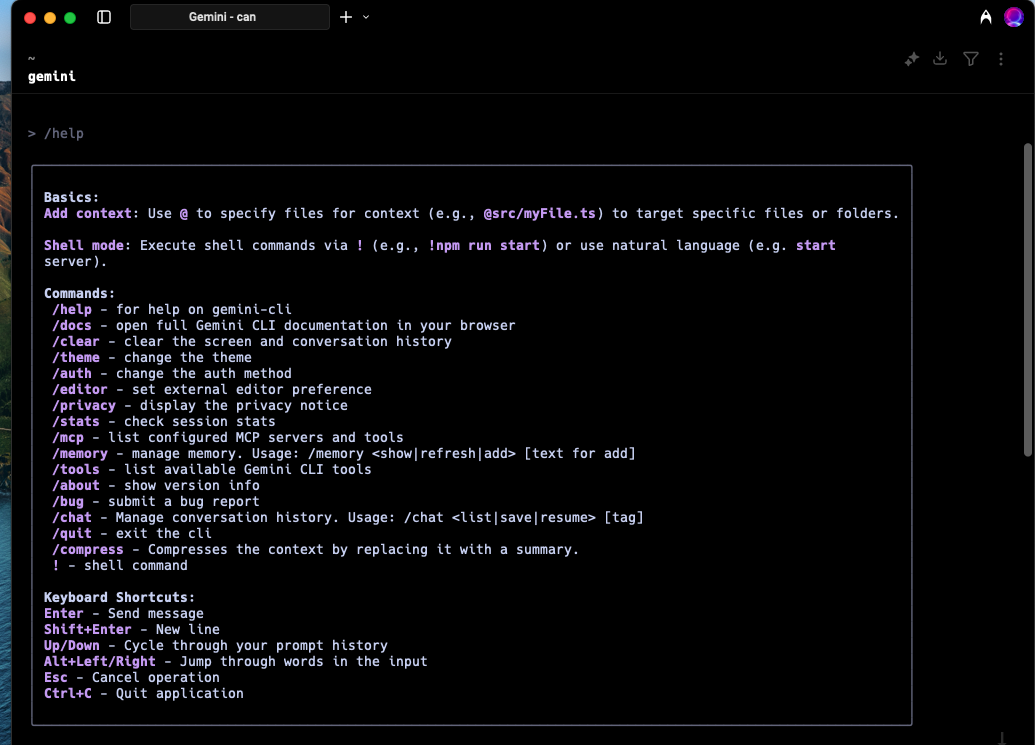 Gemini - can
~
gemini
> /help
Basics:
Add context: Use @ to specify files for context (e.g., @src/myFile.ts) to target specific files or folders.
Shell mode: Execute shell commands via ! (e.g., !npm run start) or use natural language (e.g. start
server).
Commands:
/help - for help on gemini-cli
/docs - open full Gemini CLI documentation in your browser
/clear - clear the screen and conversation history
/theme - change the theme
/auth - change the auth method
/editor - set external editor preference
/privacy - display the privacy notice
/stats - check session stats
/mcp - list configured MCP servers and tools
/memory - manage memory. Usage: /memory <show|refresh|add> [text for add]
/tools - list available Gemini CLI tools
/about - show version info
/bug - submit a bug report
/chat - Manage conversation history. Usage: /chat <list|save|resume> [tag]
/quit - exit the cli
/compress - Compresses the context by replacing it with a summary.
! - shell command
Keyboard Shortcuts:
Enter - Send message
Shift+Enter - New line
Up/Down - Cycle through your prompt history
Alt+Left/Right - Jump through words in the input
Esc - Cancel operation
Ctrl+C - Quit application